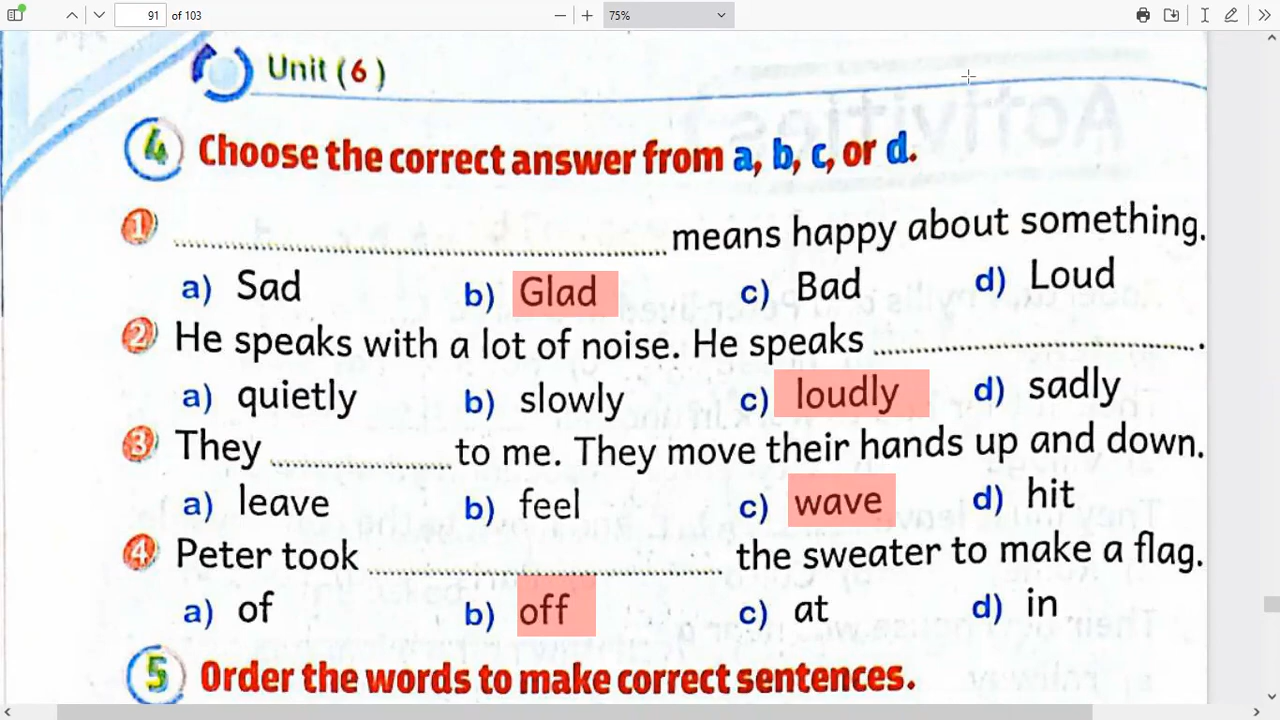 91 of 103
75%
Unit (6)
4 Choose the correct answer from a, b, c, or d.
1 ........................ means happy about something.
a) Sad b) Glad c) Bad d) Loud
2 He speaks with a lot of noise. He speaks ........................ .
a) quietly b) slowly c) loudly d) sadly
3 They ............ to me. They move their hands up and down.
a) leave b) feel c) wave d) hit
4 Peter took ........................ the sweater to make a flag.
a) of b) off c) at d) in
5 Order the words to make correct sentences.